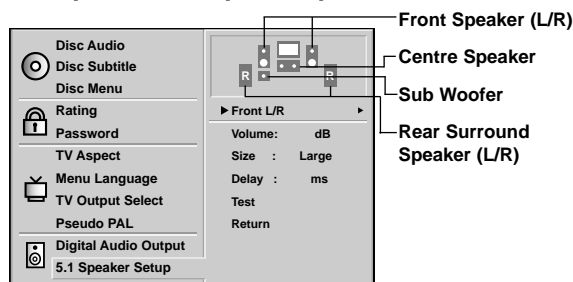 Disc Audio
Disc Subtitle
Disc Menu
Rating
Password
TV Aspect
Menu Language
TV Output Select
Pseudo PAL
Digital Audio Output
5.1 Speaker Setup
R R
Front L/R
Volume: dB
Size : Large
Delay : ms
Test
Return
Front Speaker (L/R)
Centre Speaker
Sub Woofer
Rear Surround
Speaker (L/R)